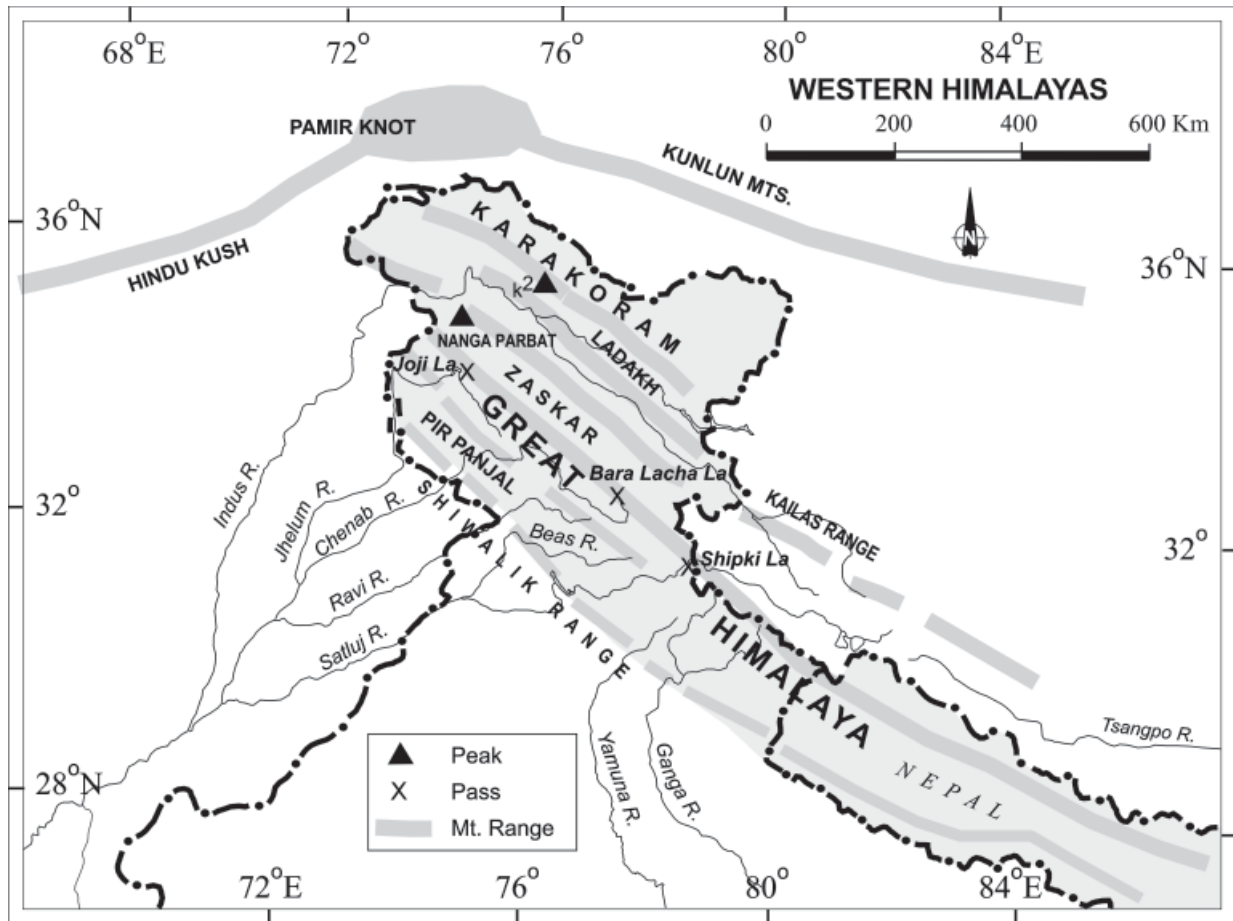 68°E
72°
76°
80°
84°E
WESTERN HIMALAYAS
0 200 400 600 Km
PAMIR KNOT
KUNLUN MTS.
N
36°N
HINDU KUSH
36°N
KARAKORAM
k2
NANGA PARBAT
LADAKH
Joji La
ZASKAR
GREAT
PIR PANJAL
Bara Lacha La
Indus R.
Jhelum R.
Chenab R.
SHIWALIK RANGE
KAILAS RANGE
32°
32°
Beas R.
Shipki La
Ravi R.
Satluj R.
HIMALAYA
Tsangpo R.
Peak
Pass
Mt. Range
Yamuna R.
Ganga R.
NEPAL
28°N
28°
72°E
76°
80°
84°E